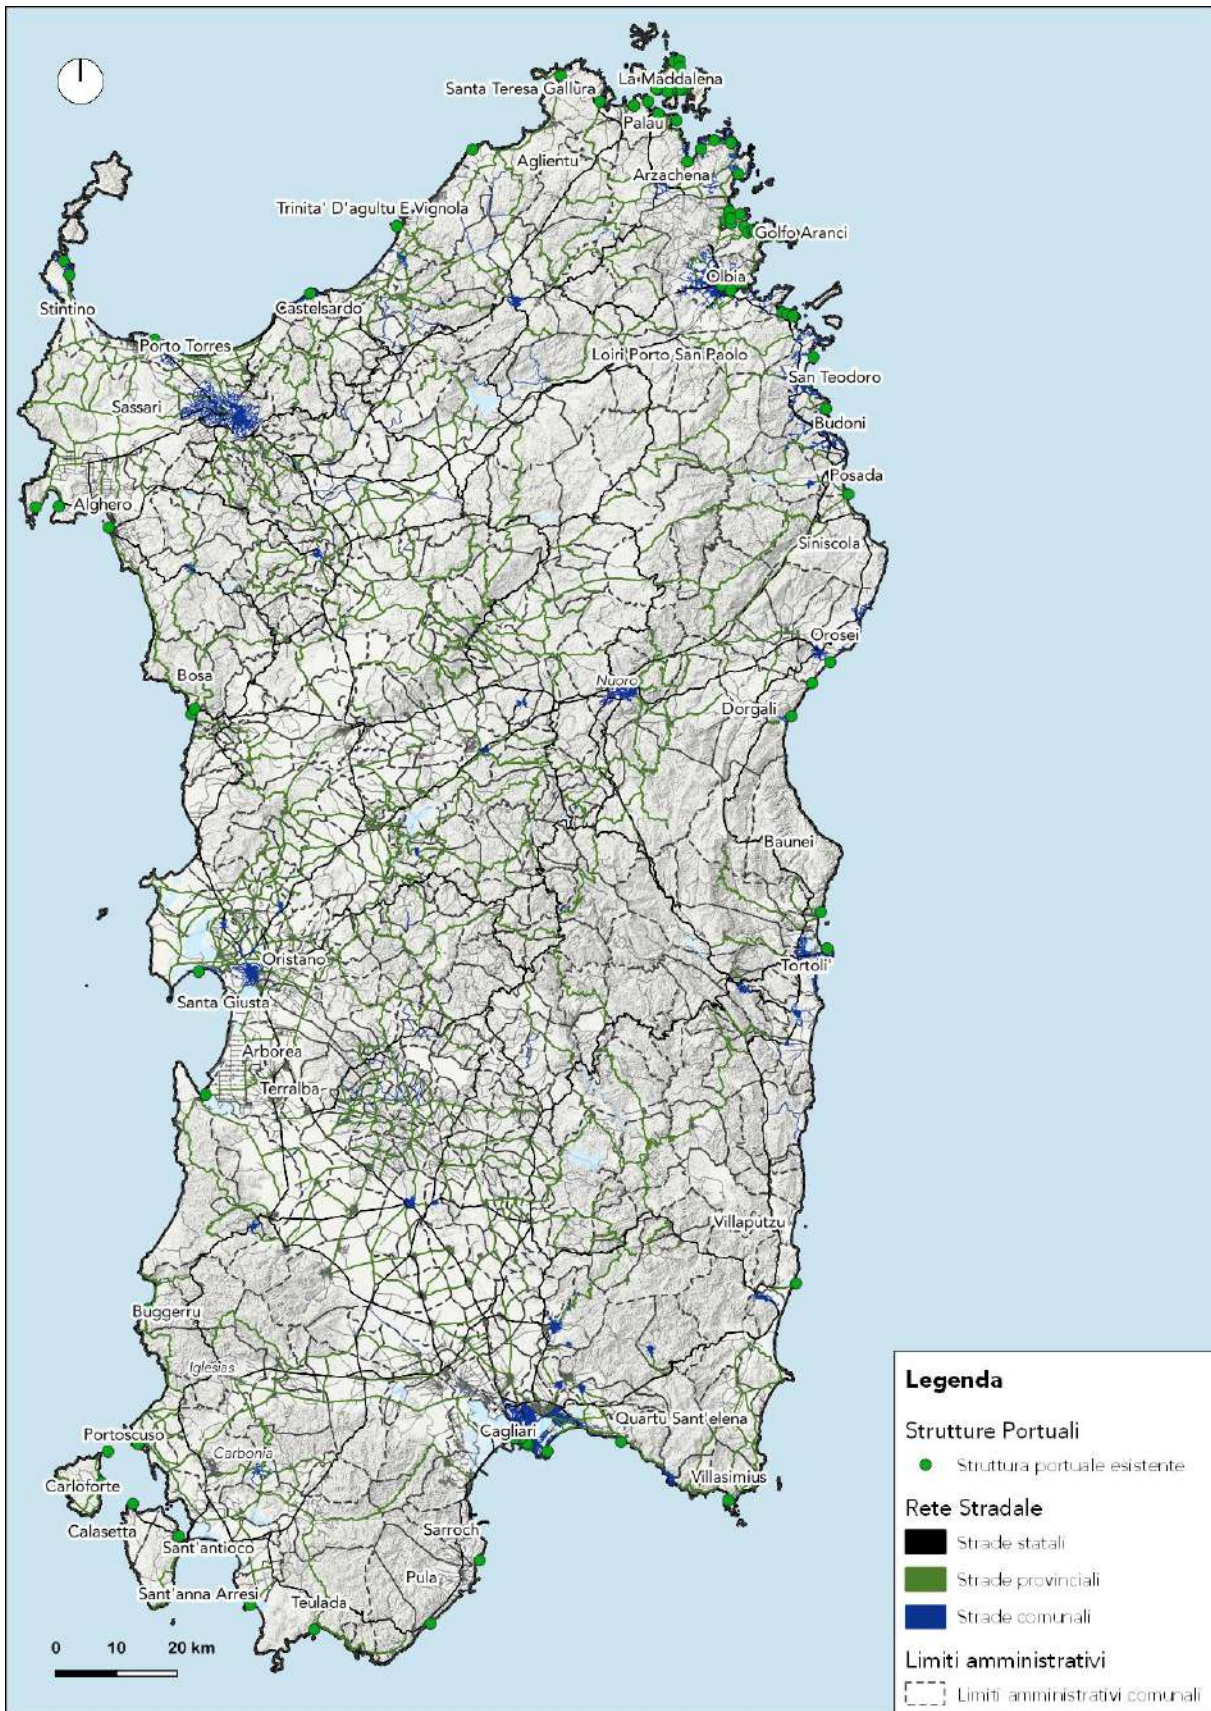 La Maddalena
Santa Teresa Gallura
Palau
Aglientu
Arzachena
Trinita' D'agultu E Vignola
Golfo Aranci
Olbia
Stintino
Castelsardo
Porto Torres
Loiri Porto San Paolo
San Teodoro
Sassari
Budoni
Posada
Alghero
Siniscola
Orosei
Bosa
Nuoro
Dorgali
Baunei
Oristano
Tortoli'
Santa Giusta
Arborea
Terralba
Villaputzu
Buggerru
Iglesias
Quartu Sant'elena
Cagliari
Portoscuso
Carbonia
Villasimius
Carloforte
Calasetta
Sarroch
Sant'antioco
Pula
Sant'anna Arresi
Teulada
0 10 20 km
Legenda
Strutture Portuali
Struttura portuale esistente
Rete Stradale
Strade statali
Strade provinciali
Strade comunali
Limiti amministrativi
Limiti amministrativi comunali